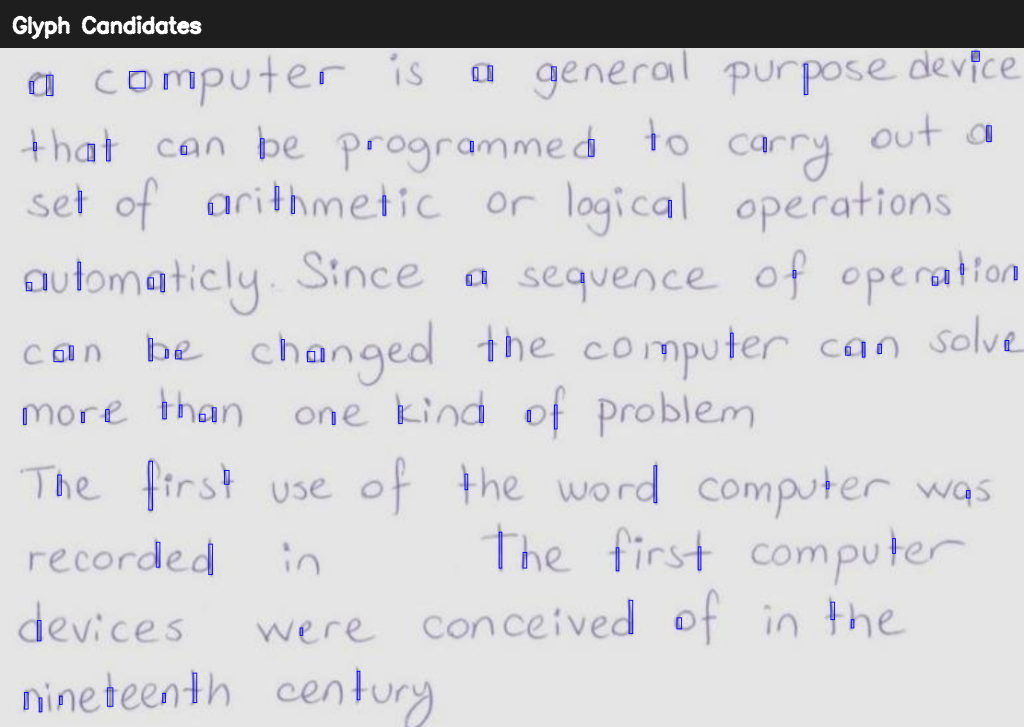 Glyph Candidates
a computer is a general purpose device
that can be programmed to carry out a
set of arithmetic or logical operations
automaticly. Since a sequence of operation
can be changed the computer can solve
more than one kind of problem
The first use of the word computer was
recorded in The first computer
devices were conceived of in the
nineteenth century